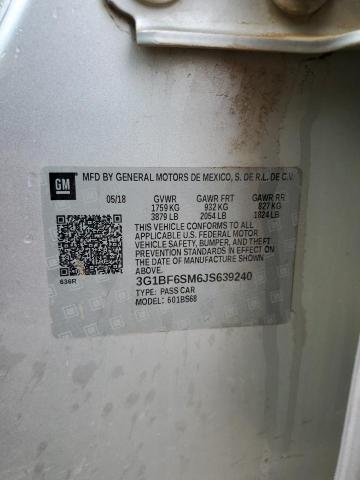 GM
MFD BY GENERAL MOTORS DE MEXICO, S. DE R.L. DE C.V.
05/18 GVWR GAWR FRT GAWR RR
1759 KG 932 KG 827 KG
3879 LB 2054 LB 1824 LB
THIS VEHICLE CONFORMS TO ALL
APPLICABLE U.S. FEDERAL MOTOR
VEHICLE SAFETY, BUMPER, AND THEFT
PREVENTION STANDARDS IN EFFECT ON
THE DATE OF MANUFACTURE SHOWN ABOVE.
636R
3G1BF6SM6JS639240
TYPE: PASS CAR
MODEL: 601BS68